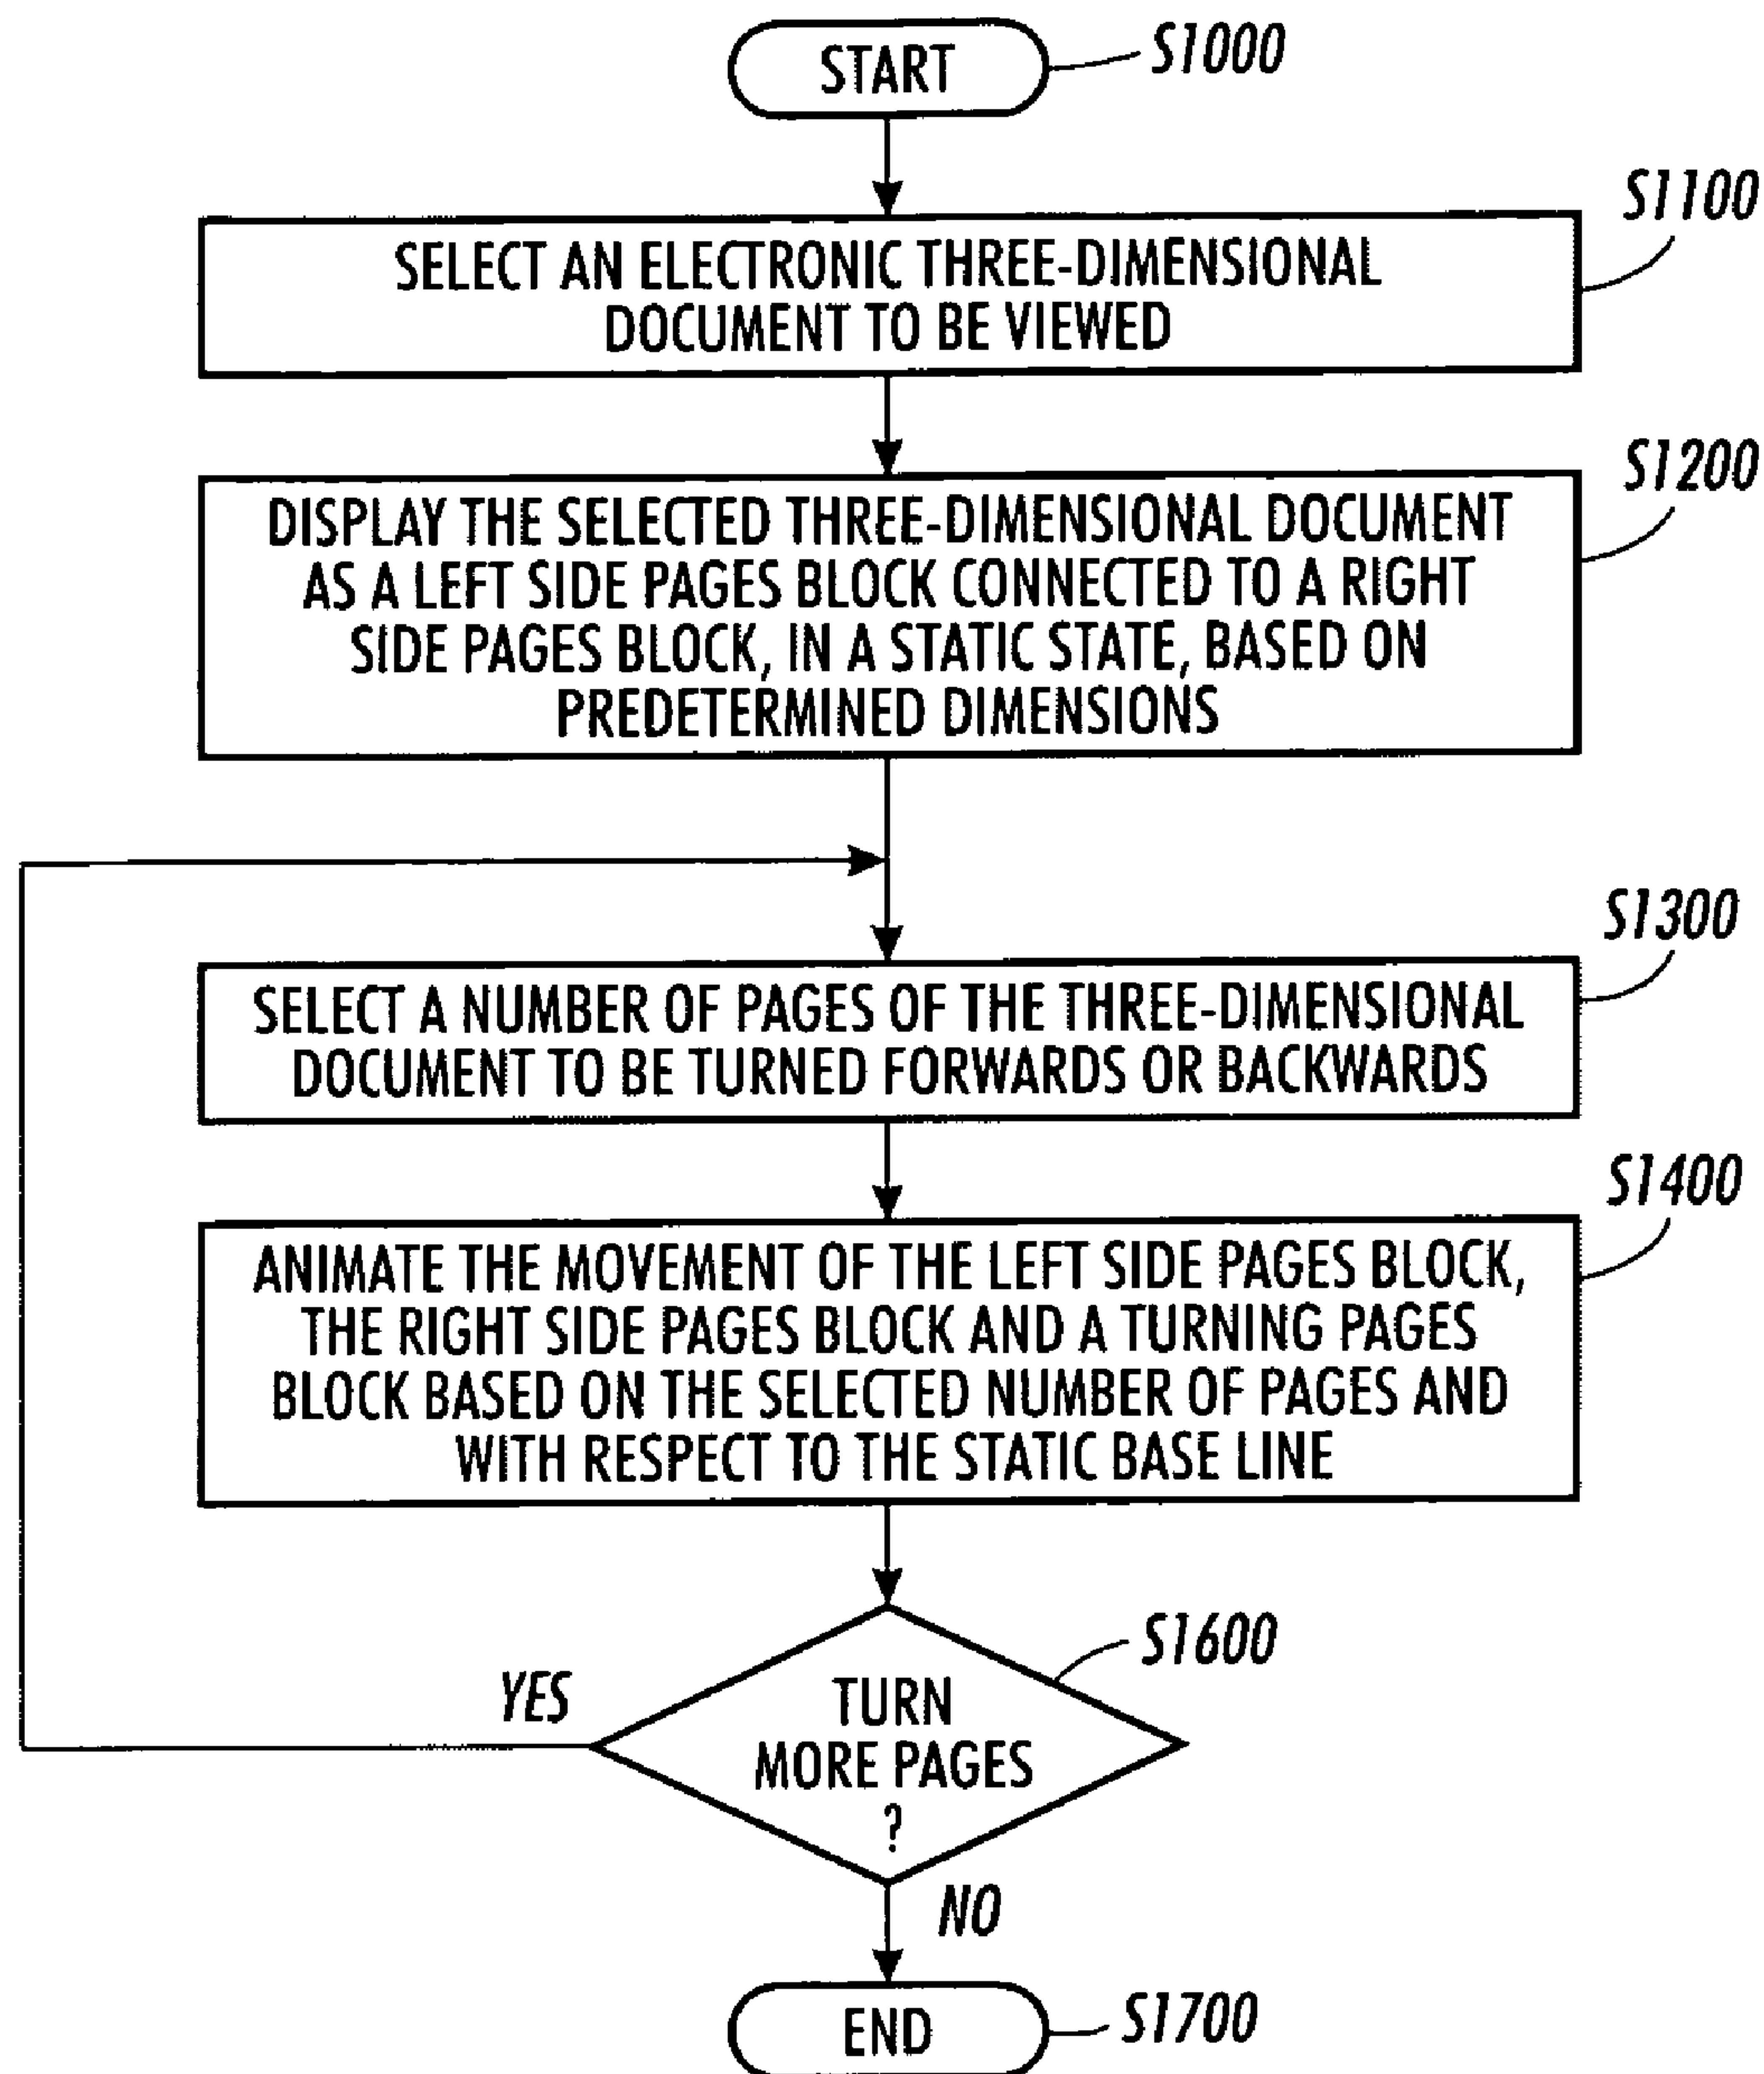 START
S1000
S1100
SELECT AN ELECTRONIC THREE-DIMENSIONAL
DOCUMENT TO BE VIEWED
S1200
DISPLAY THE SELECTED THREE-DIMENSIONAL DOCUMENT
AS A LEFT SIDE PAGES BLOCK CONNECTED TO A RIGHT
SIDE PAGES BLOCK, IN A STATIC STATE, BASED ON
PREDETERMINED DIMENSIONS
S1300
SELECT A NUMBER OF PAGES OF THE THREE-DIMENSIONAL
DOCUMENT TO BE TURNED FORWARDS OR BACKWARDS
S1400
ANIMATE THE MOVEMENT OF THE LEFT SIDE PAGES BLOCK,
THE RIGHT SIDE PAGES BLOCK AND A TURNING PAGES
BLOCK BASED ON THE SELECTED NUMBER OF PAGES AND
WITH RESPECT TO THE STATIC BASE LINE
S1600
YES
TURN
MORE PAGES
?
NO
END
S1700